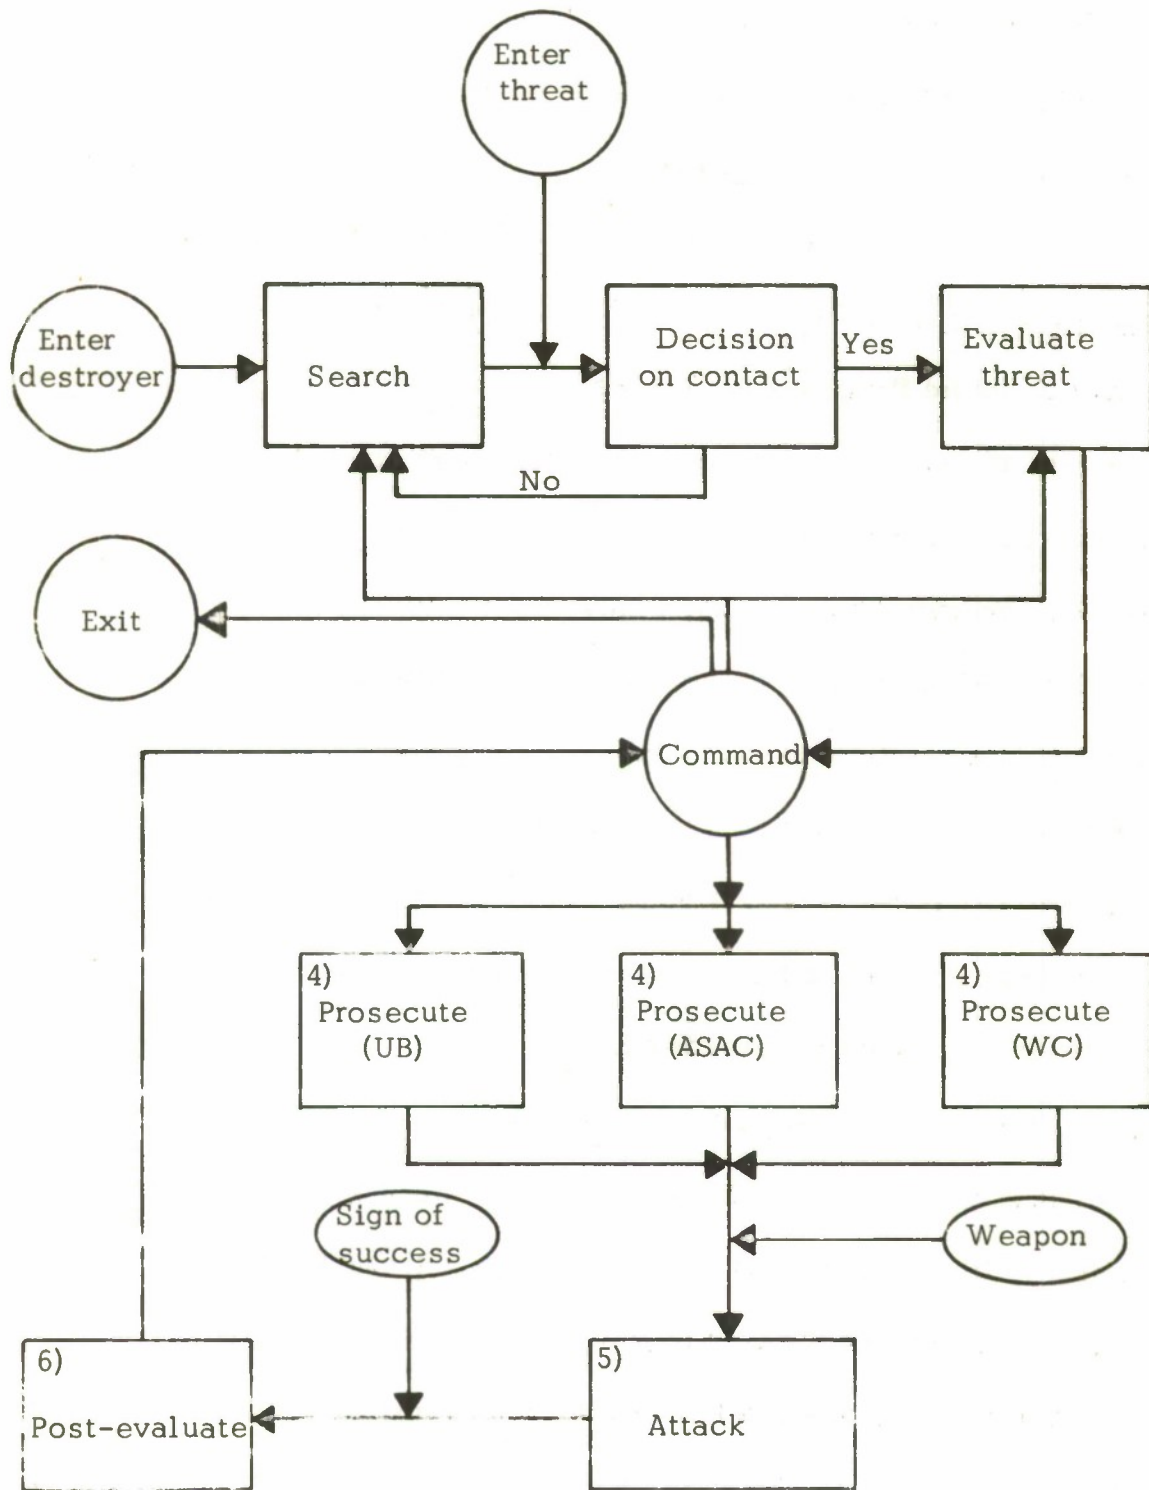 Enter
threat
Enter
destroyer
Search
Decision
on contact
Yes
Evaluate
threat
No
Exit
Command
4)
Prosecute
(UB)
4)
Prosecute
(ASAC)
4)
Prosecute
(WC)
Sign of
success
Weapon
6)
Post-evaluate
5)
Attack